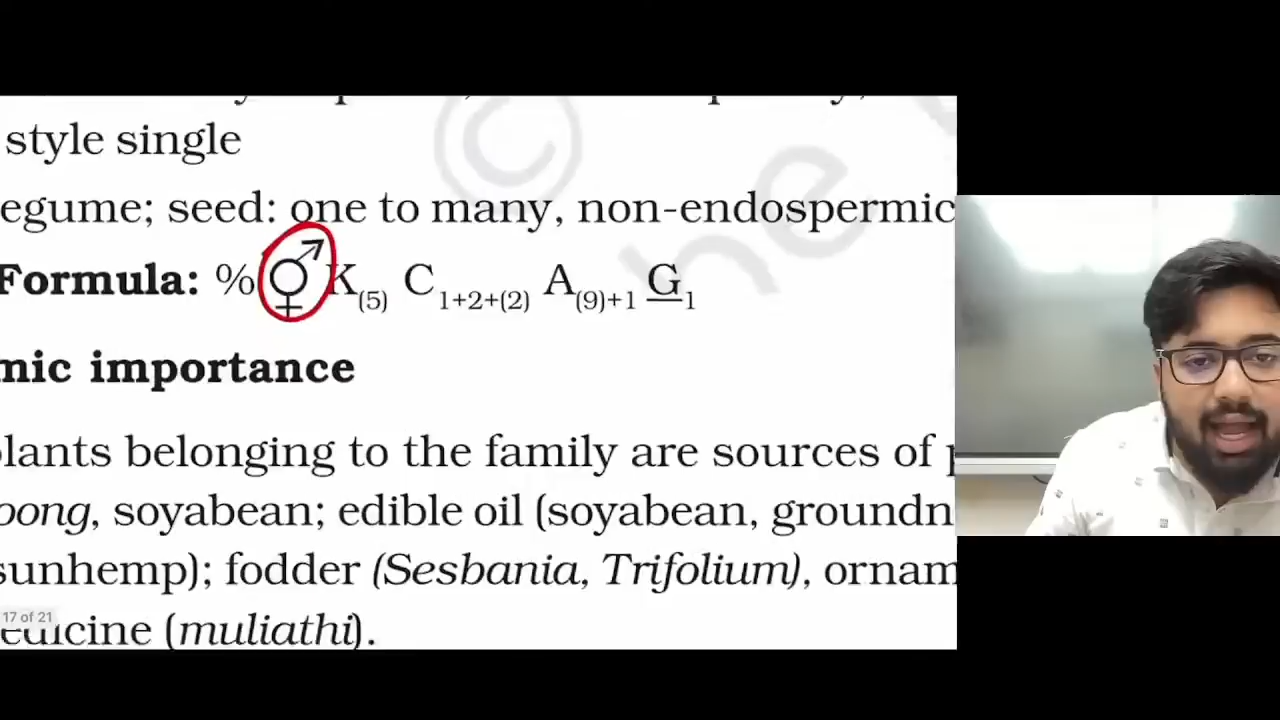 style single
egume; seed: one to many, non-endospermic
Formula: % ⚥ K(5) C1+2+(2) A(9)+1 G1
mic importance
plants belonging to the family are sources of
oong, soyabean; edible oil (soyabean, groundn
sunhemp); fodder (Sesbania, Trifolium), ornam
17 of 21
edicine (muliathi).